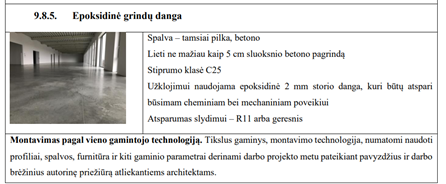 9.8.5. Epoksidinė grindų danga
Spalva – tamsiai pilka, betono
Lieti ne mažiau kaip 5 cm sluoksnio betono pagrindą
Stiprumo klasė C25
Užklojimui naudojama epoksidinė 2 mm storio danga, kuri būtų atspari
būsimam cheminiam bei mechaniniam poveikiui
Atsparumas slydimui – R11 arba geresnis
Montavimas pagal vieno gamintojo technologiją. Tikslus gaminys, montavimo technologija, numatomi naudoti
profiliai, spalvos, furnitūra ir kiti gaminio parametrai derinami darbo projekto metu pateikiant pavyzdžius ir darbo
brėžinius autorinę priežiūrą atliekantiems architektams.